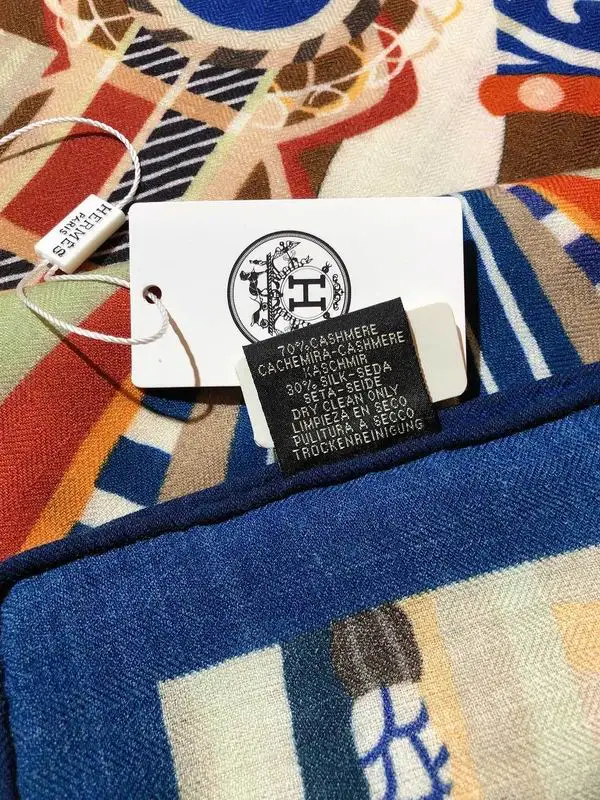 HERMÈS
PARIS
H
70%CASHMERE
CACHEMIRA-CASHMERE
KASCHMIR
30% SILK-SEDA
SETA-SEIDE
DRY CLEAN ONLY
LIMPIEZA EN SECO
PULITURA A SECCO
TROCKENREINIGUNG